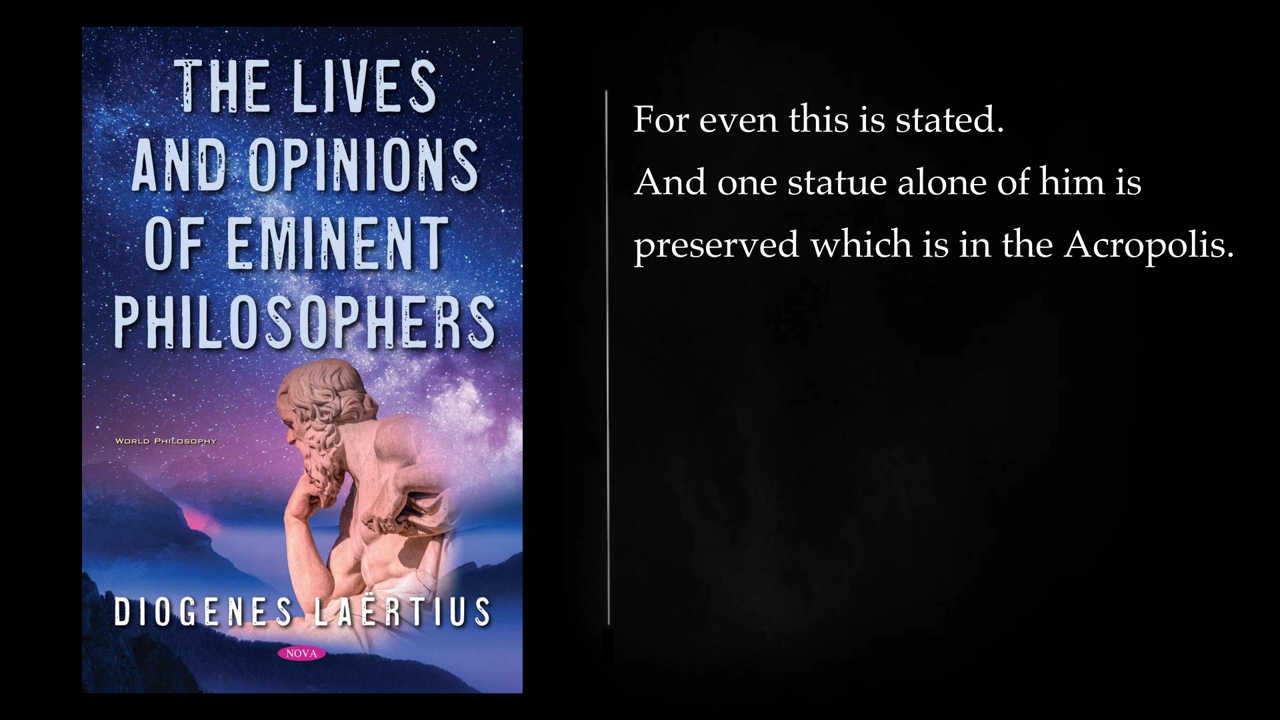 THE LIVES
AND OPINIONS
OF EMINENT
PHILOSOPHERS
WORLD PHILOSOPHY
DIOGENES LAËRTIUS
NOVA
For even this is stated.
And one statue alone of him is
preserved which is in the Acropolis.